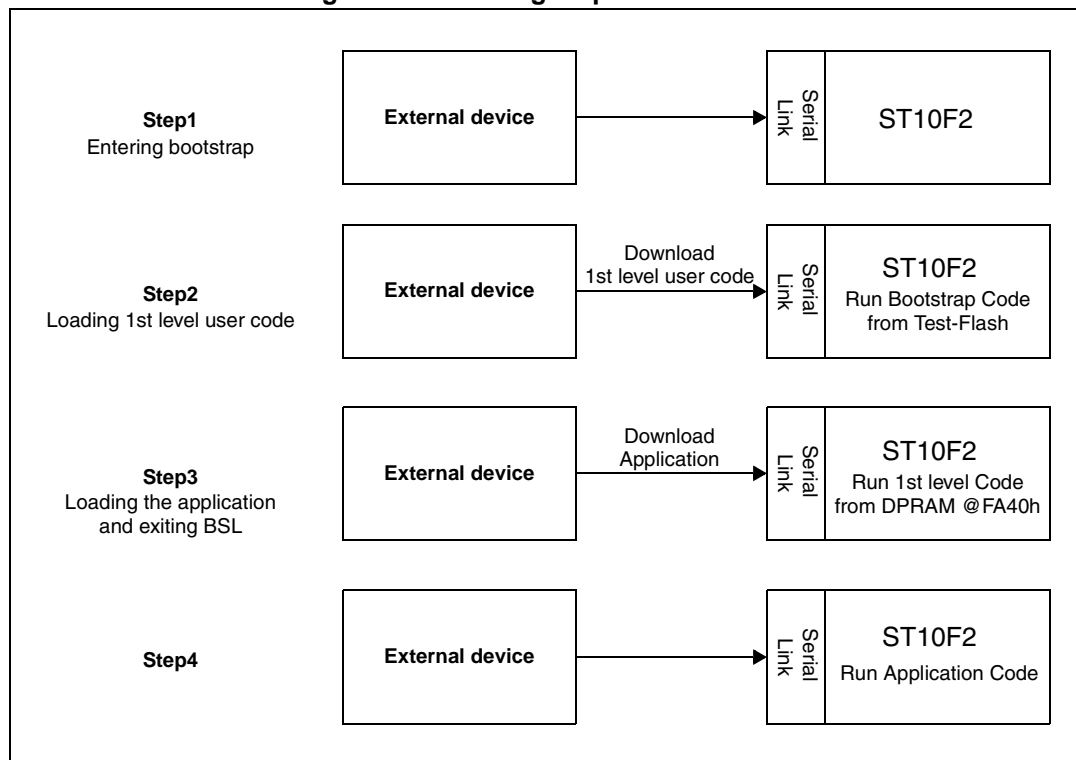 Step1
Entering bootstrap
External device
Serial
Link
ST10F2
Step2
Loading 1st level user code
External device
Download
1st level user code
Serial
Link
ST10F2
Run Bootstrap Code
from Test-Flash
Step3
Loading the application
and exiting BSL
External device
Download
Application
Serial
Link
ST10F2
Run 1st level Code
from DPRAM @FA40h
Step4
External device
Serial
Link
ST10F2
Run Application Code